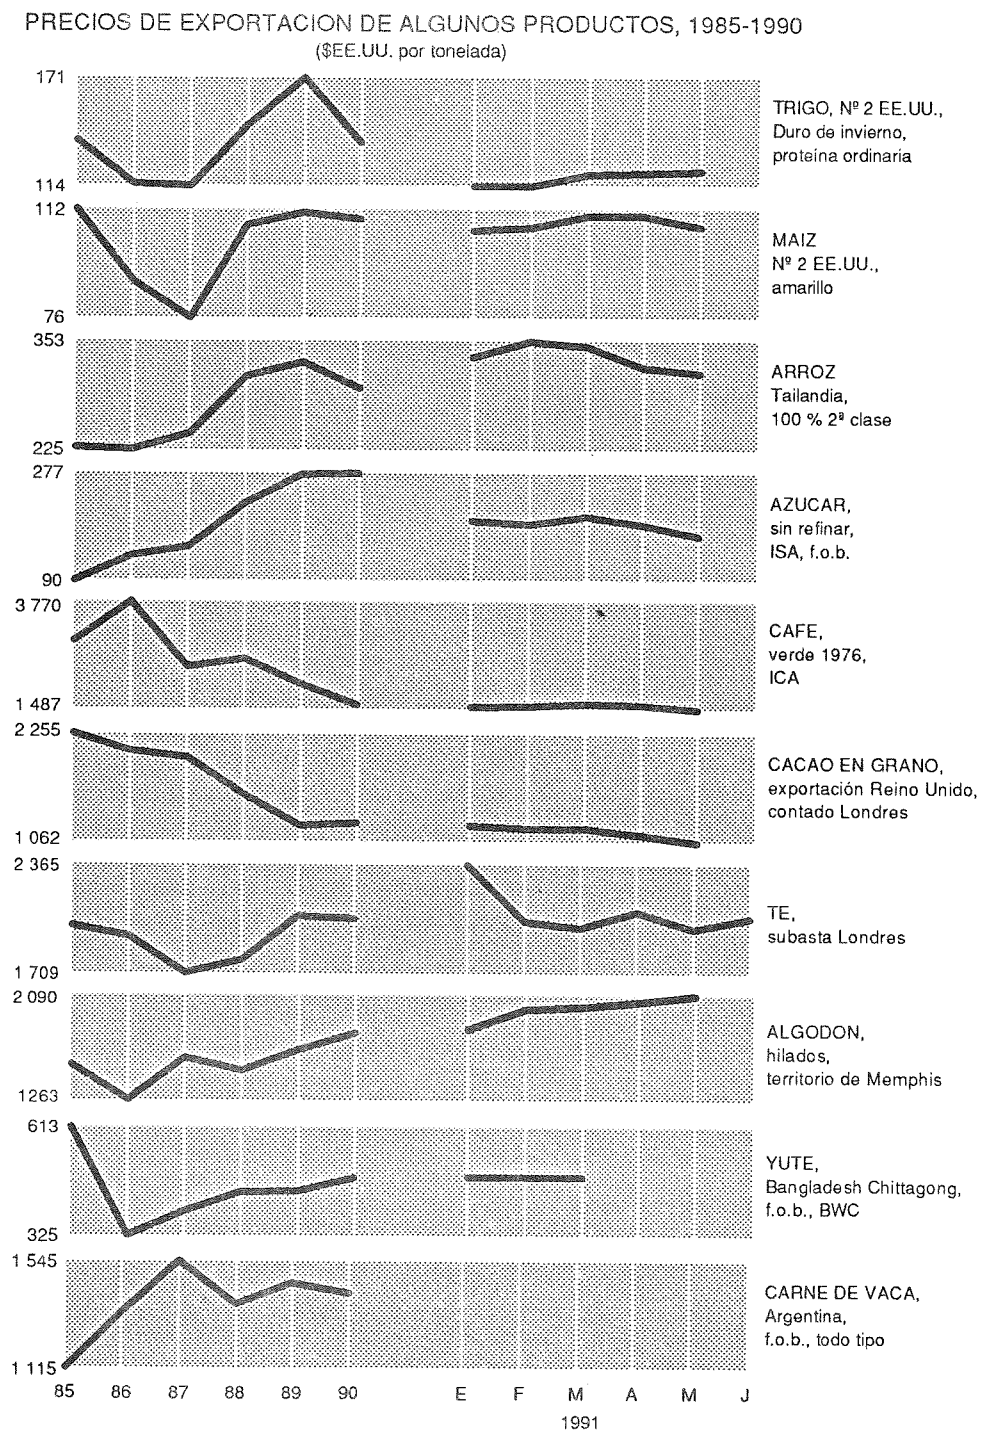 PRECIOS DE EXPORTACION DE ALGUNOS PRODUCTOS, 1985-1990
($EE.UU. por tonelada)
171
114
TRIGO, Nº 2 EE.UU.,
Duro de invierno,
proteína ordinaria
112
76
MAIZ
Nº 2 EE.UU.,
amarillo
353
225
ARROZ
Tailandia,
100 % 2ª clase
277
90
AZUCAR,
sin refinar,
ISA, f.o.b.
3 770
1 487
CAFE,
verde 1976,
ICA
2 255
1 062
CACAO EN GRANO,
exportación Reino Unido,
contado Londres
2 365
1 709
TE,
subasta Londres
2 090
1263
ALGODON,
hilados,
territorio de Memphis
613
325
YUTE,
Bangladesh Chittagong,
f.o.b., BWC
1 545
1 115
CARNE DE VACA,
Argentina,
f.o.b., todo tipo
85 86 87 88 89 90 E F M A M J
1991